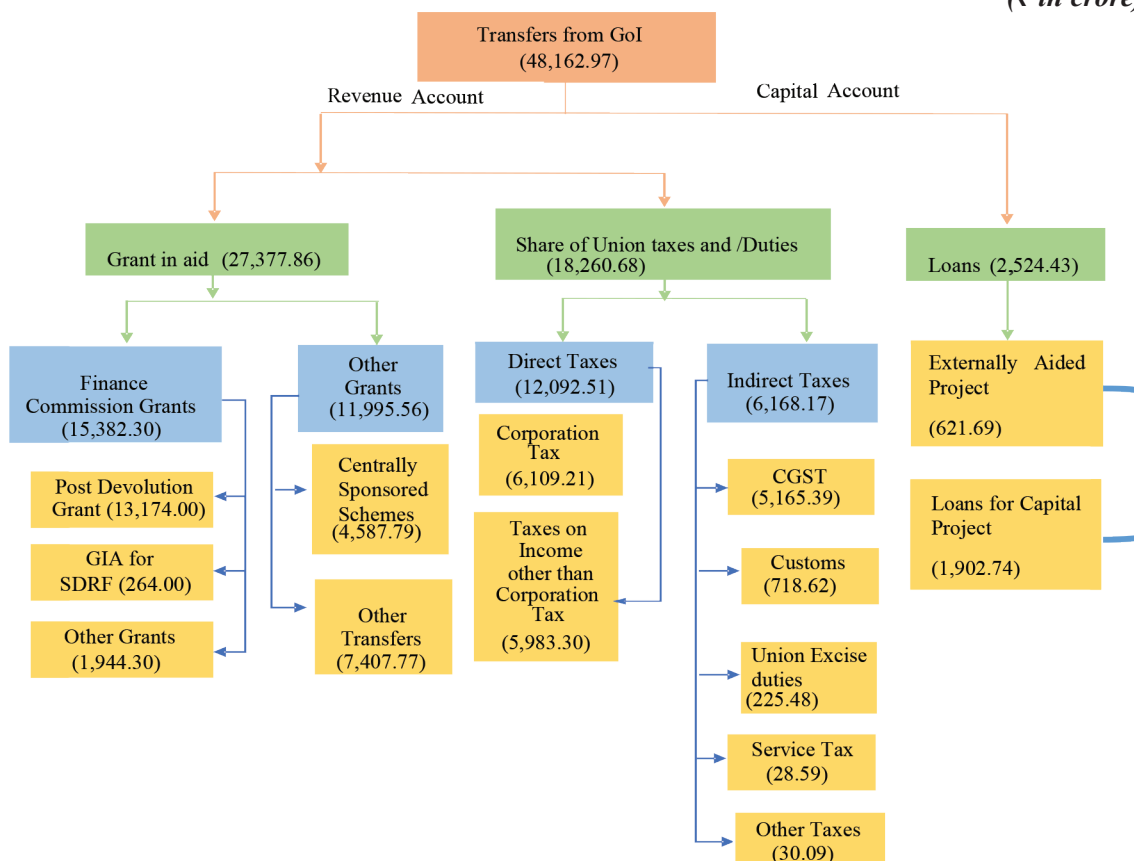 (₹ in crore)
Transfers from GoI
(48,162.97)
Revenue Account
Capital Account
Grant in aid (27,377.86)
Share of Union taxes and /Duties
(18,260.68)
Loans (2,524.43)
Finance
Commission Grants
(15,382.30)
Other
Grants
(11,995.56)
Direct Taxes
(12,092.51)
Indirect Taxes
(6,168.17)
Externally Aided
Project
(621.69)
Post Devolution
Grant (13,174.00)
GIA for
SDRF (264.00)
Other Grants
(1,944.30)
Centrally
Sponsored
Schemes
(4,587.79)
Other
Transfers
(7,407.77)
Corporation
Tax
(6,109.21)
Taxes on
Income
other than
Corporation
Tax
(5,983.30)
CGST
(5,165.39)
Customs
(718.62)
Union Excise
duties
(225.48)
Service Tax
(28.59)
Other Taxes
(30.09)
Loans for Capital
Project
(1,902.74)